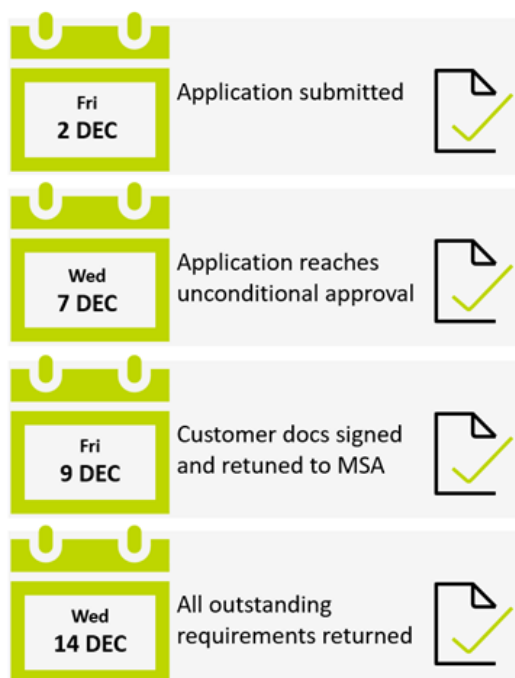 Fri
2 DEC
Application submitted
Wed
7 DEC
Application reaches
unconditional approval
Fri
9 DEC
Customer docs signed
and retuned to MSA
Wed
14 DEC
All outstanding
requirements returned